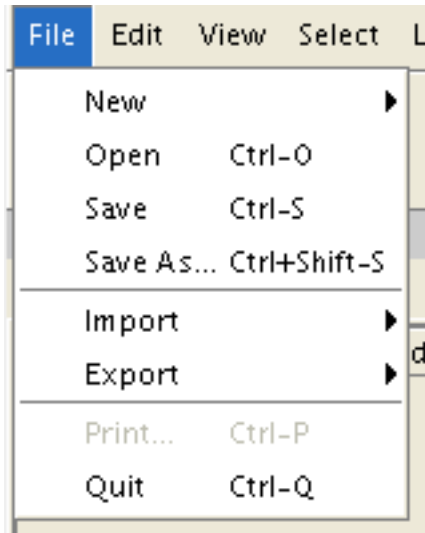 File Edit View Select L
New
Open Ctrl-O
Save Ctrl-S
Save As... Ctrl+Shift-S
Import
Export
d
Print... Ctrl-P
Quit Ctrl-Q